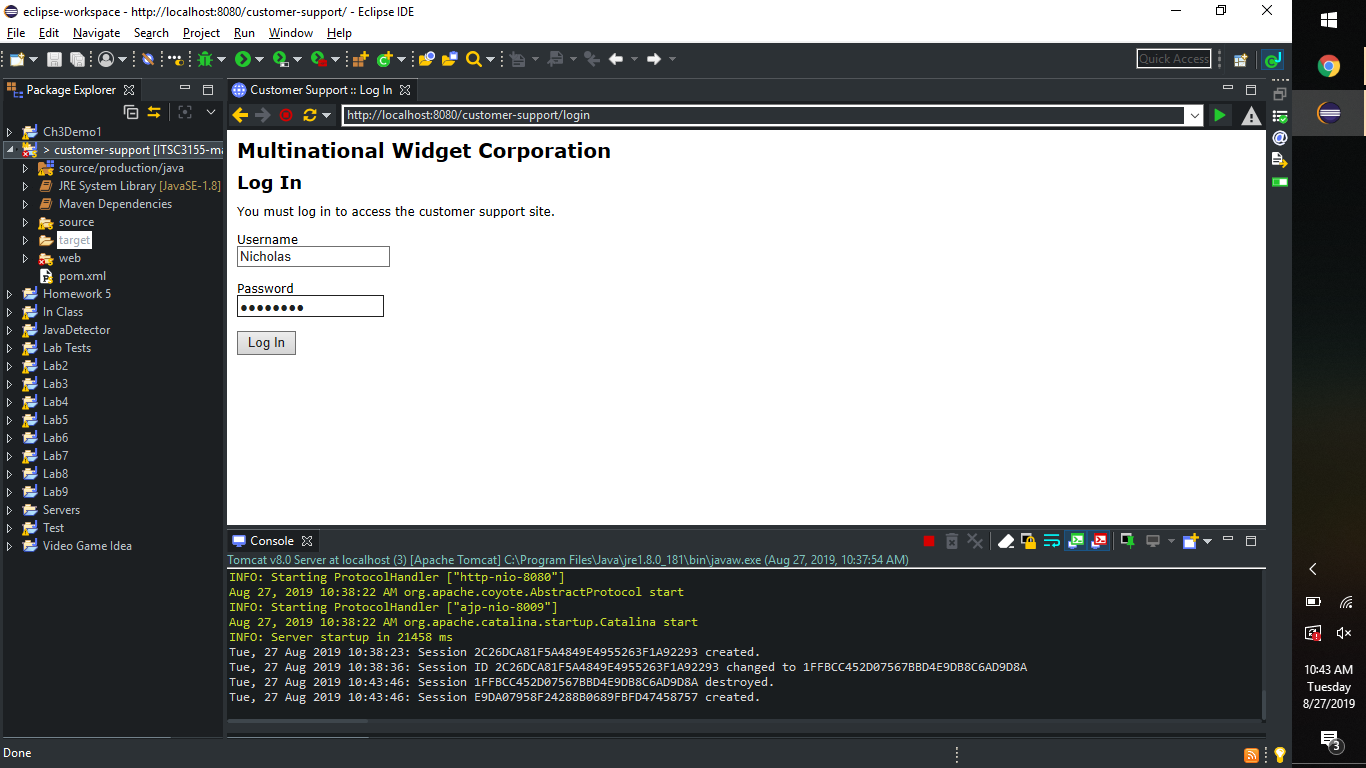 eclipse-workspace - http://localhost:8080/customer-support/ - Eclipse IDE
File Edit Navigate Search Project Run Window Help
Quick Access
Package Explorer
Ch3Demo1
> customer-support [ITSC3155-ma
source/production/java
JRE System Library [JavaSE-1.8]
Maven Dependencies
source
target
web
pom.xml
Homework 5
In Class
JavaDetector
Lab Tests
Lab2
Lab3
Lab4
Lab5
Lab6
Lab7
Lab8
Lab9
Servers
Test
Video Game Idea
Customer Support :: Log In
http://localhost:8080/customer-support/login
Multinational Widget Corporation
Log In
You must log in to access the customer support site.
Username
Nicholas
Password
●●●●●●●●
Log In
Console
Tomcat v8.0 Server at localhost (3) [Apache Tomcat] C:\Program Files\Java\jre1.8.0_181\bin\javaw.exe (Aug 27, 2019, 10:37:54 AM)
INFO: Starting ProtocolHandler ["http-nio-8080"]
Aug 27, 2019 10:38:22 AM org.apache.coyote.AbstractProtocol start
INFO: Starting ProtocolHandler ["ajp-nio-8009"]
Aug 27, 2019 10:38:22 AM org.apache.catalina.startup.Catalina start
INFO: Server startup in 21458 ms
Tue, 27 Aug 2019 10:38:23: Session 2C26DCA81F5A4849E4955263F1A92293 created.
Tue, 27 Aug 2019 10:38:36: Session ID 2C26DCA81F5A4849E4955263F1A92293 changed to 1FFBCC452D07567BBD4E9DB8C6AD9D8A
Tue, 27 Aug 2019 10:43:46: Session 1FFBCC452D07567BBD4E9DB8C6AD9D8A destroyed.
Tue, 27 Aug 2019 10:43:46: Session E9DA07958F24288B0689FBFD47458757 created.
Done
10:43 AM
Tuesday
8/27/2019
3